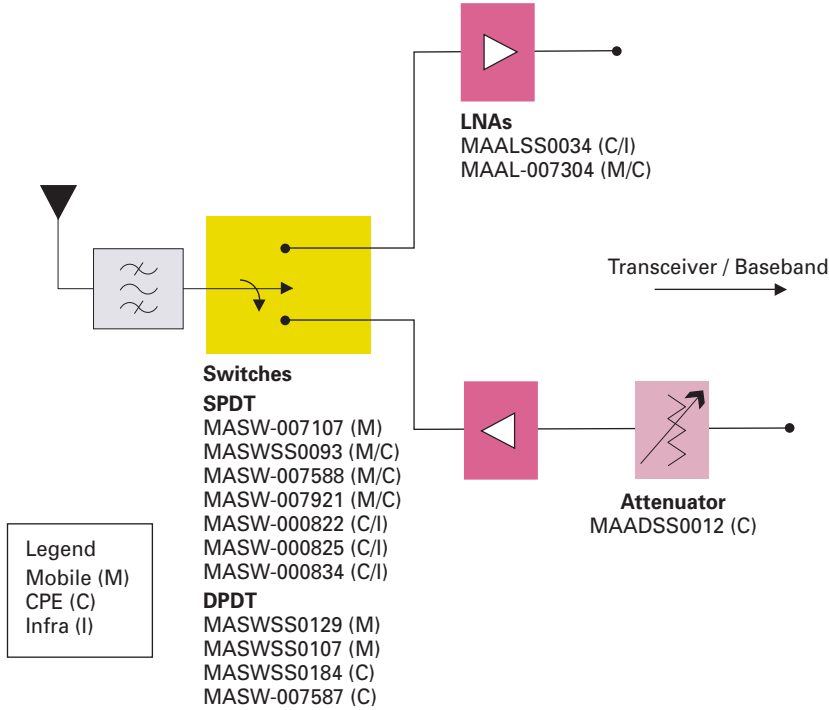 LNAs
MAALSS0034 (C/I)
MAAL-007304 (M/C)
Transceiver / Baseband
Switches
SPDT
MASW-007107 (M)
MASWSS0093 (M/C)
MASW-007588 (M/C)
MASW-007921 (M/C)
MASW-000822 (C/I)
MASW-000825 (C/I)
MASW-000834 (C/I)
DPDT
MASWSS0129 (M)
MASWSS0107 (M)
MASWSS0184 (C)
MASW-007587 (C)
Attenuator
MAADSS0012 (C)
Legend
Mobile (M)
CPE (C)
Infra (I)